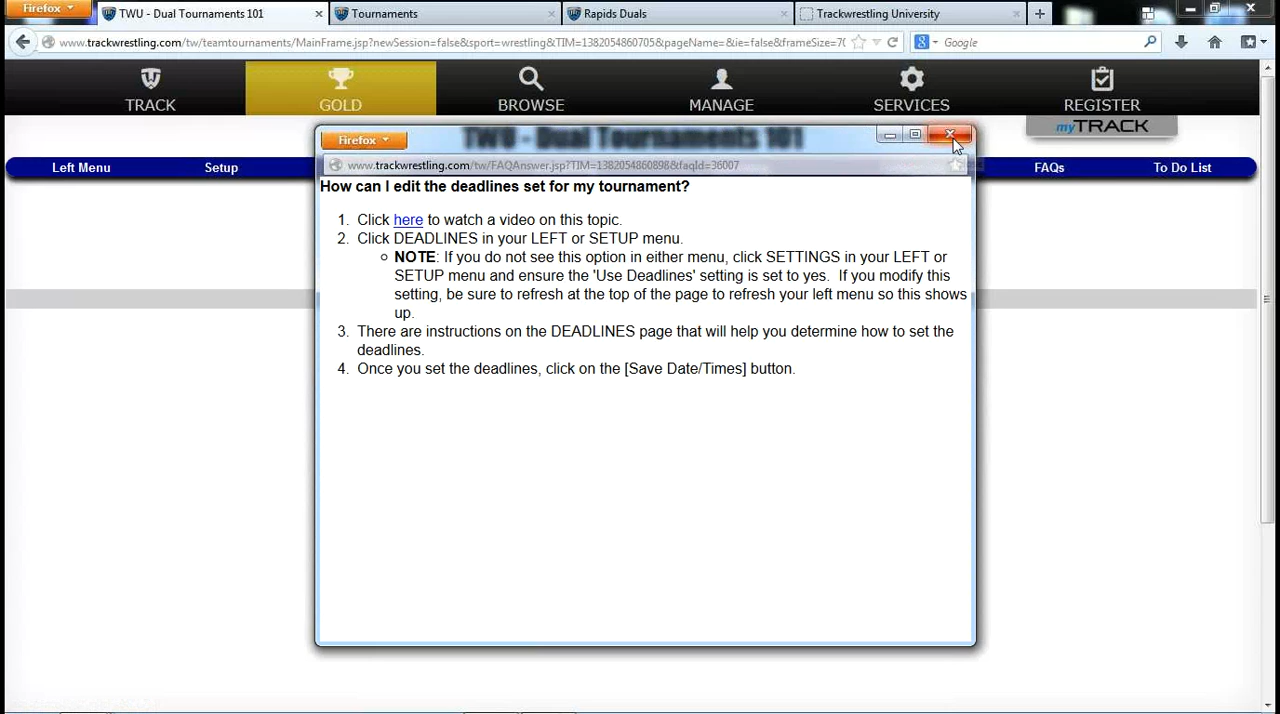 Firefox
TWU - Dual Tournaments 101
Tournaments
Rapids Duals
Trackwrestling University
www.trackwrestling.com/tw/teamtournaments/MainFrame.jsp?newSession=false&sport=wrestling&TIM=1382054860705&pageName=&ie=false&frameSize=70
Google
TRACK
GOLD
BROWSE
MANAGE
SERVICES
REGISTER
myTRACK
Firefox
TWU - Dual Tournaments 101
Left Menu
Setup
FAQs
To Do List
www.trackwrestling.com/tw/FAQAnswer.jsp?TIM=1382054860898&faqId=36007
How can I edit the deadlines set for my tournament?
1. Click here to watch a video on this topic.
2. Click DEADLINES in your LEFT or SETUP menu.
NOTE: If you do not see this option in either menu, click SETTINGS in your LEFT or
SETUP menu and ensure the 'Use Deadlines' setting is set to yes. If you modify this
setting, be sure to refresh at the top of the page to refresh your left menu so this shows
up.
3. There are instructions on the DEADLINES page that will help you determine how to set the
deadlines.
4. Once you set the deadlines, click on the [Save Date/Times] button.